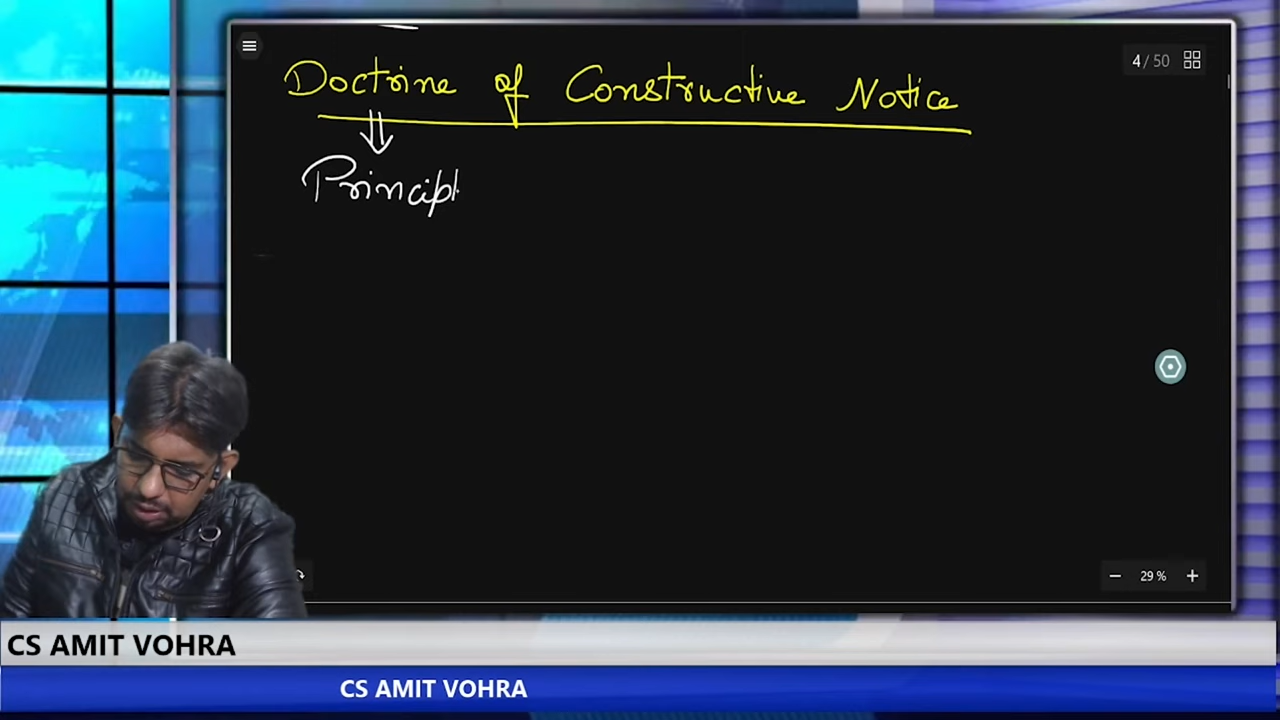 Doctrine of Constructive Notice
4 / 50
⇓
Principl
29 %
CS AMIT VOHRA
CS AMIT VOHRA